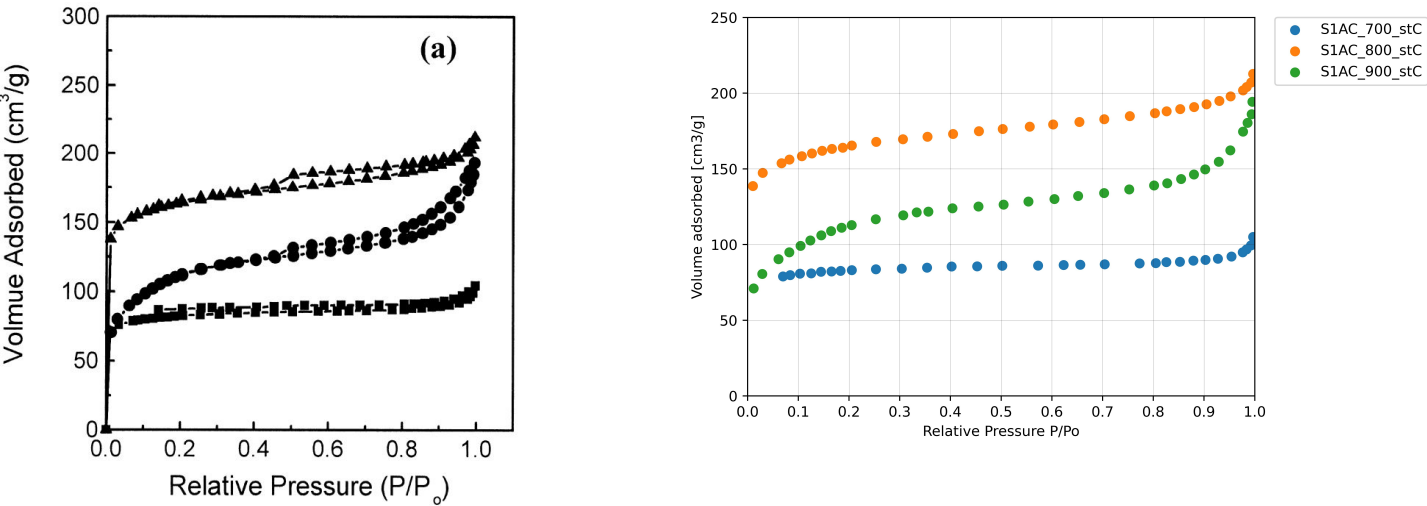 300
250
200
150
100
50
0
Volmue Adsorbed (cm³/g)
(a)
0.0 0.2 0.4 0.6 0.8 1.0
Relative Pressure (P/Pₒ)
250
200
150
100
50
0
Volume adsorbed [cm3/g]
0.0 0.1 0.2 0.3 0.4 0.5 0.6 0.7 0.8 0.9 1.0
Relative Pressure P/Po
S1AC_700_stC
S1AC_800_stC
S1AC_900_stC